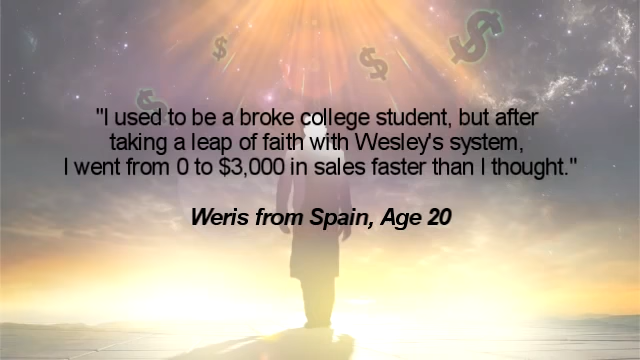 "I used to be a broke college student, but after
taking a leap of faith with Wesley's system,
I went from 0 to $3,000 in sales faster than I thought."
Weris from Spain, Age 20